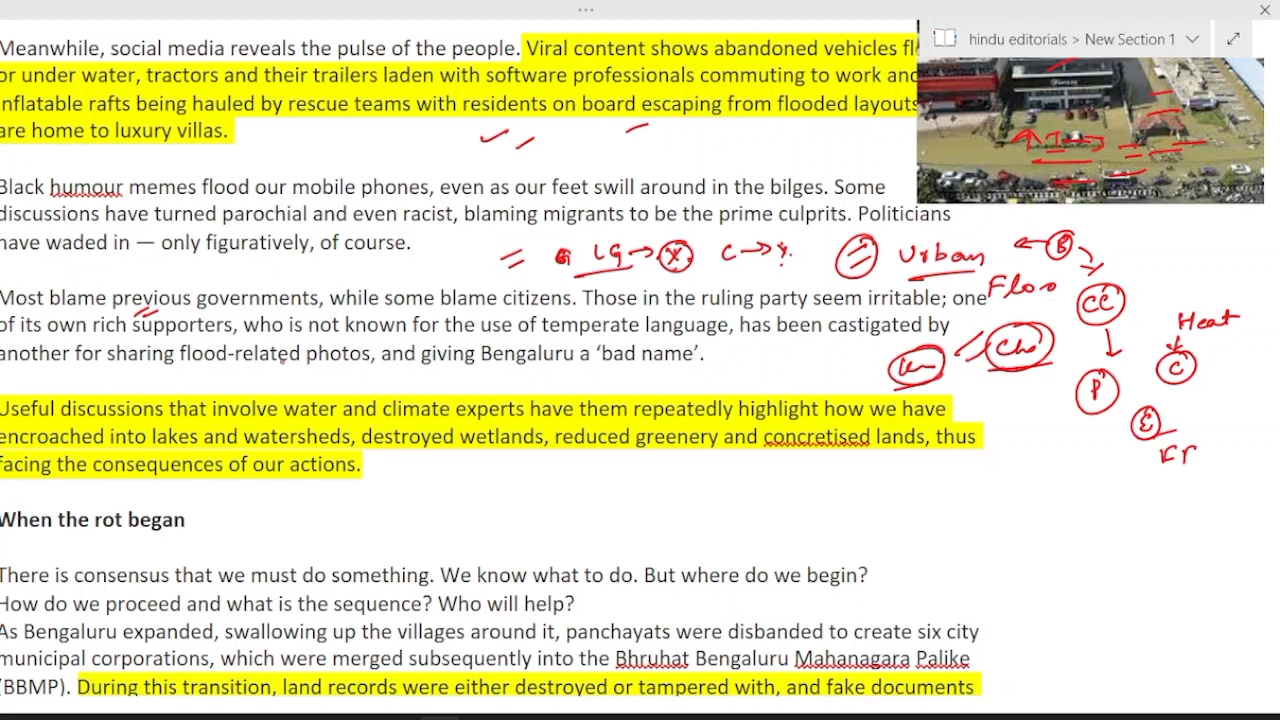 hindu editorials > New Section 1
Meanwhile, social media reveals the pulse of the people. Viral content shows abandoned vehicles fl
or under water, tractors and their trailers laden with software professionals commuting to work and
inflatable rafts being hauled by rescue teams with residents on board escaping from flooded layouts
are home to luxury villas.
Black humour memes flood our mobile phones, even as our feet swill around in the bilges. Some
discussions have turned parochial and even racist, blaming migrants to be the prime culprits. Politicians
have waded in — only figuratively, of course.
= LG → X C → x. = Urban ← B
Floo
CC
Heat
C
P
E
Most blame previous governments, while some blame citizens. Those in the ruling party seem irritable; one
of its own rich supporters, who is not known for the use of temperate language, has been castigated by
another for sharing flood-related photos, and giving Bengaluru a ‘bad name’.
Useful discussions that involve water and climate experts have them repeatedly highlight how we have
encroached into lakes and watersheds, destroyed wetlands, reduced greenery and concretised lands, thus
facing the consequences of our actions.
When the rot began
There is consensus that we must do something. We know what to do. But where do we begin?
How do we proceed and what is the sequence? Who will help?
As Bengaluru expanded, swallowing up the villages around it, panchayats were disbanded to create six city
municipal corporations, which were merged subsequently into the Bhruhat Bengaluru Mahanagara Palike
(BBMP). During this transition, land records were either destroyed or tampered with, and fake documents